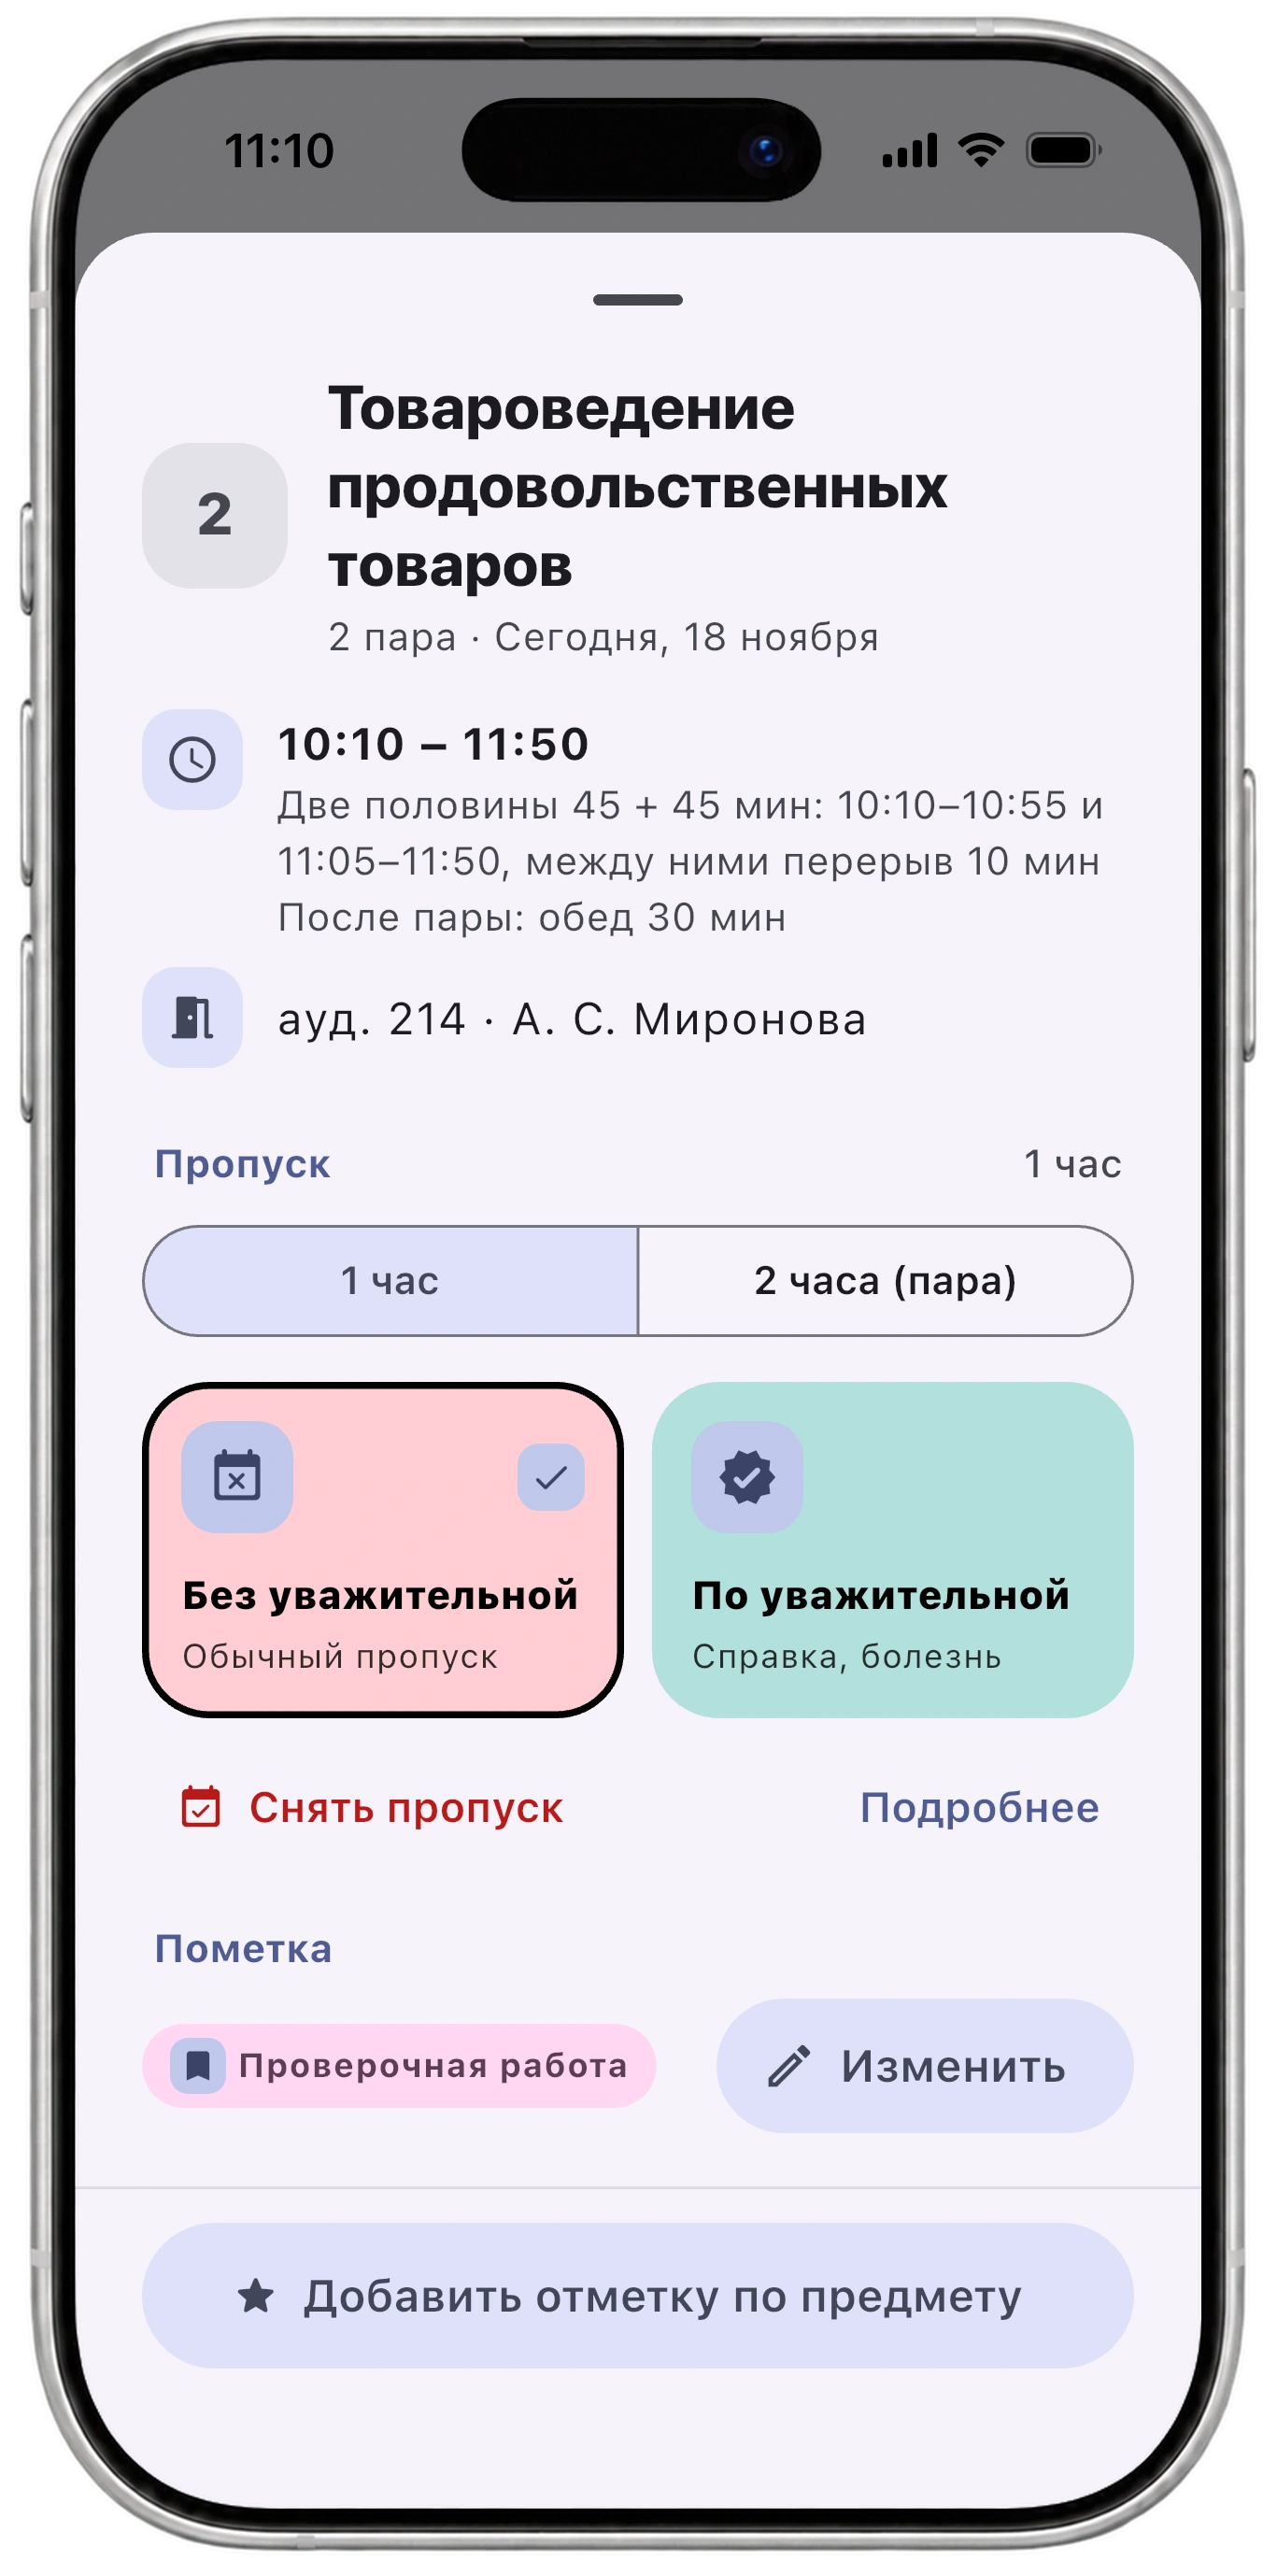 11:10
Товароведение
продовольственных
товаров
2
2 пара · Сегодня, 18 ноября
10:10 – 11:50
Две половины 45 + 45 мин: 10:10–10:55 и
11:05–11:50, между ними перерыв 10 мин
После пары: обед 30 мин
ауд. 214 · А. С. Миронова
Пропуск
1 час
1 час
2 часа (пара)
Без уважительной
Обычный пропуск
По уважительной
Справка, болезнь
Снять пропуск
Подробнее
Пометка
Проверочная работа
Изменить
Добавить отметку по предмету